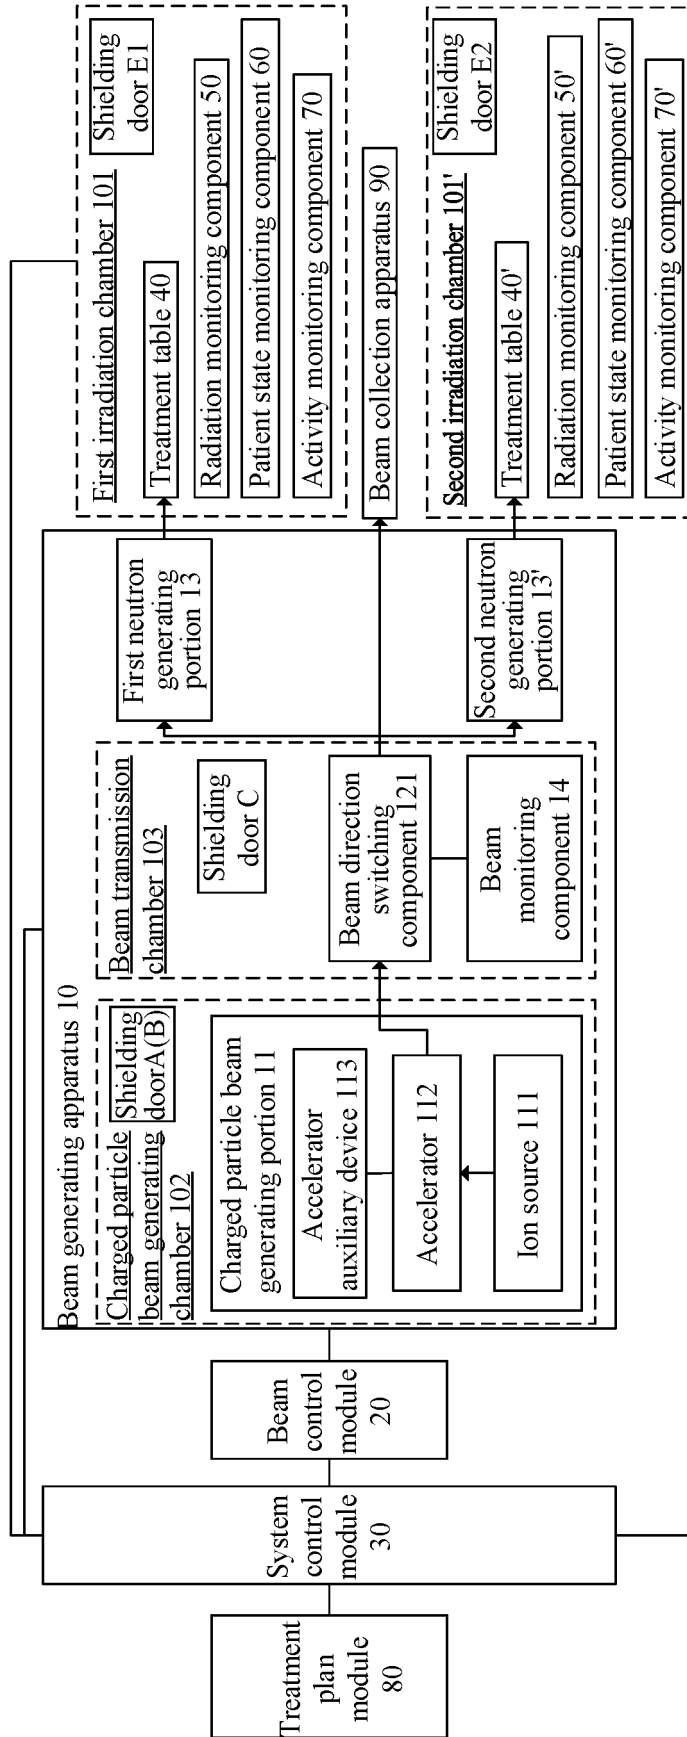 Treatment
plan
module
80
System
control
module
30
Beam
control
module
20
Beam generating apparatus 10
Charged particle
beam generating
chamber 102
Shielding
doorA(B)
Charged particle beam
generating portion 11
Accelerator
auxiliary device 113
Accelerator 112
Ion source 111
Beam transmission
chamber 103
Shielding
door C
Beam direction
switching
component 121
Beam
monitoring
component 14
First neutron
generating
portion 13
Second neutron
generating
portion 13'
First irradiation chamber 101
Shielding
door E1
Treatment table 40
Radiation monitoring component 50
Patient state monitoring component 60
Activity monitoring component 70
Beam collection apparatus 90
Second irradiation chamber 101'
Shielding
door E2
Treatment table 40'
Radiation monitoring component 50'
Patient state monitoring component 60'
Activity monitoring component 70'